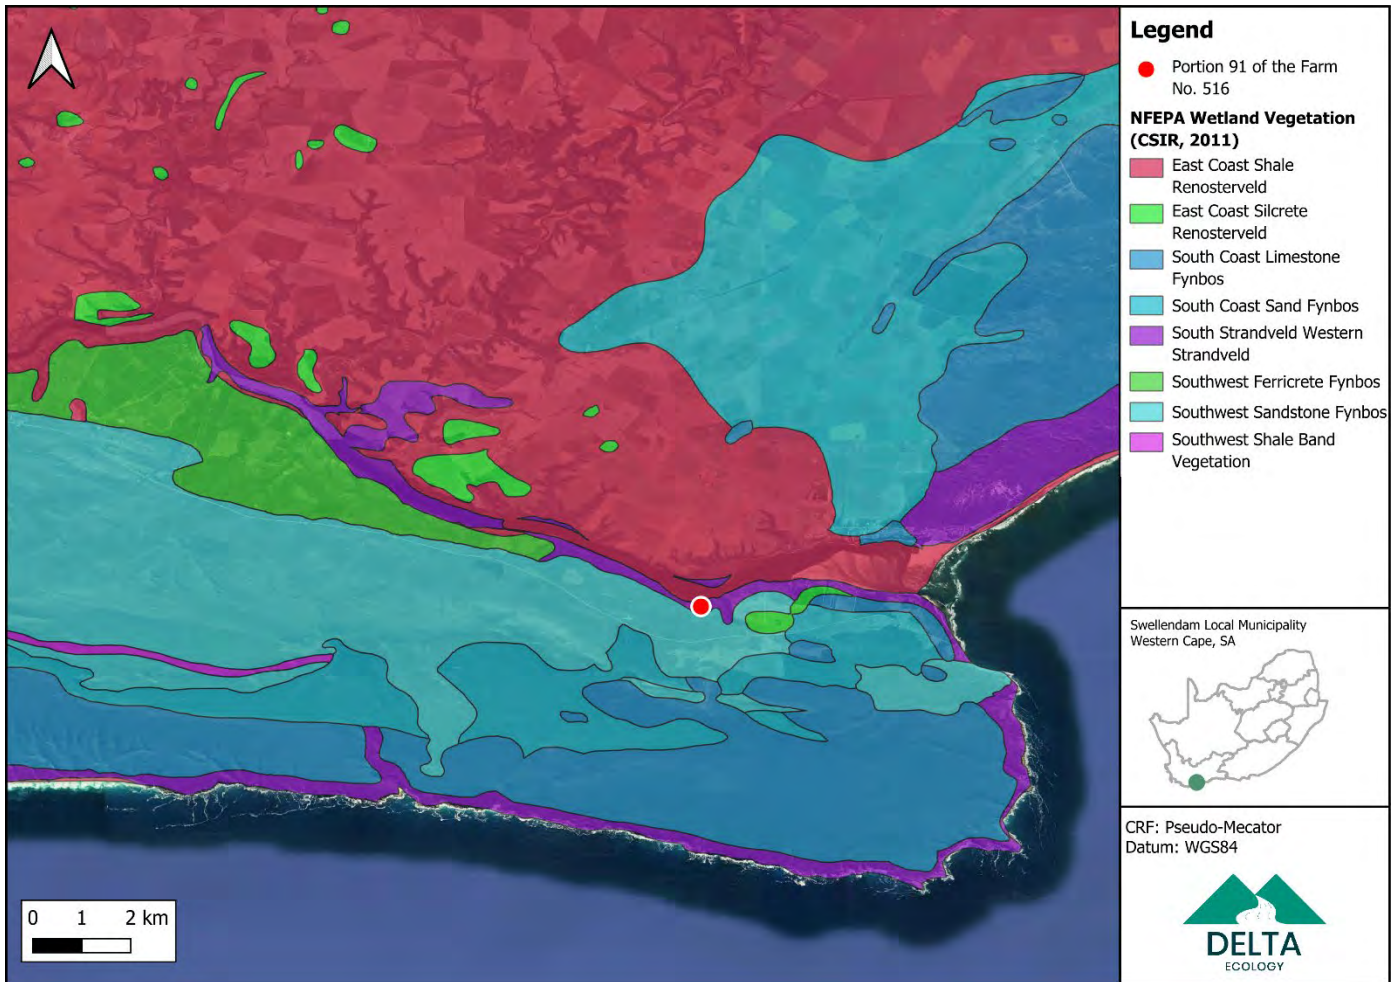 Legend
Portion 91 of the Farm
No. 516
NFEPA Wetland Vegetation
(CSIR, 2011)
East Coast Shale
Renosterveld
East Coast Silcrete
Renosterveld
South Coast Limestone
Fynbos
South Coast Sand Fynbos
South Strandveld Western
Strandveld
Southwest Ferricrete Fynbos
Southwest Sandstone Fynbos
Southwest Shale Band
Vegetation
Swellendam Local Municipality
Western Cape, SA
CRF: Pseudo-Mecator
Datum: WGS84
DELTA
ECOLOGY
0 1 2 km